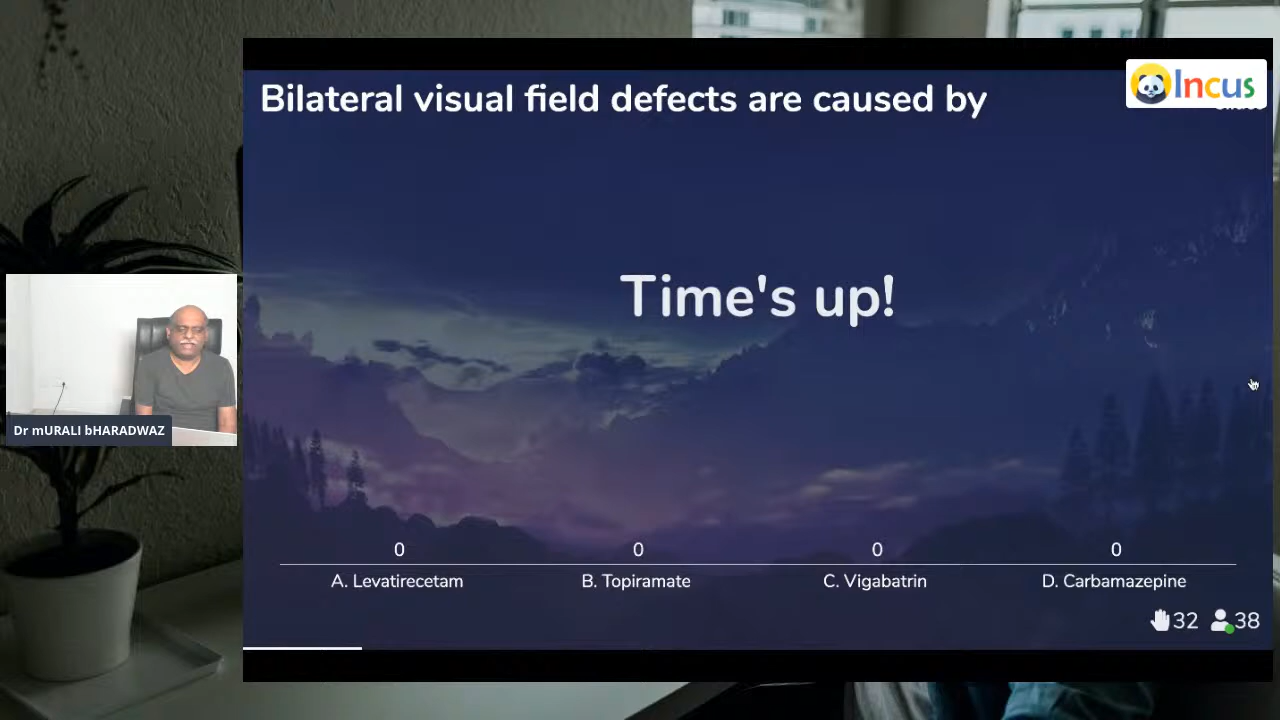 Bilateral visual field defects are caused by
Incus
Time's up!
Dr mURALI bHARADWAZ
0
0
0
0
A. Levatirecetam
B. Topiramate
C. Vigabatrin
D. Carbamazepine
32
38